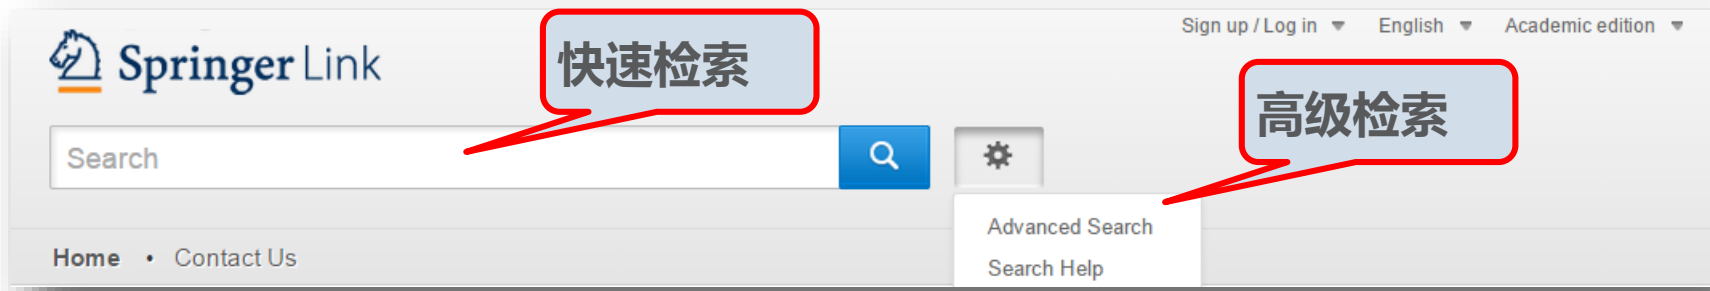 Sign up / Log in English Academic edition
Springer Link
快速检索
高级检索
Search
Advanced Search
Search Help
Home • Contact Us